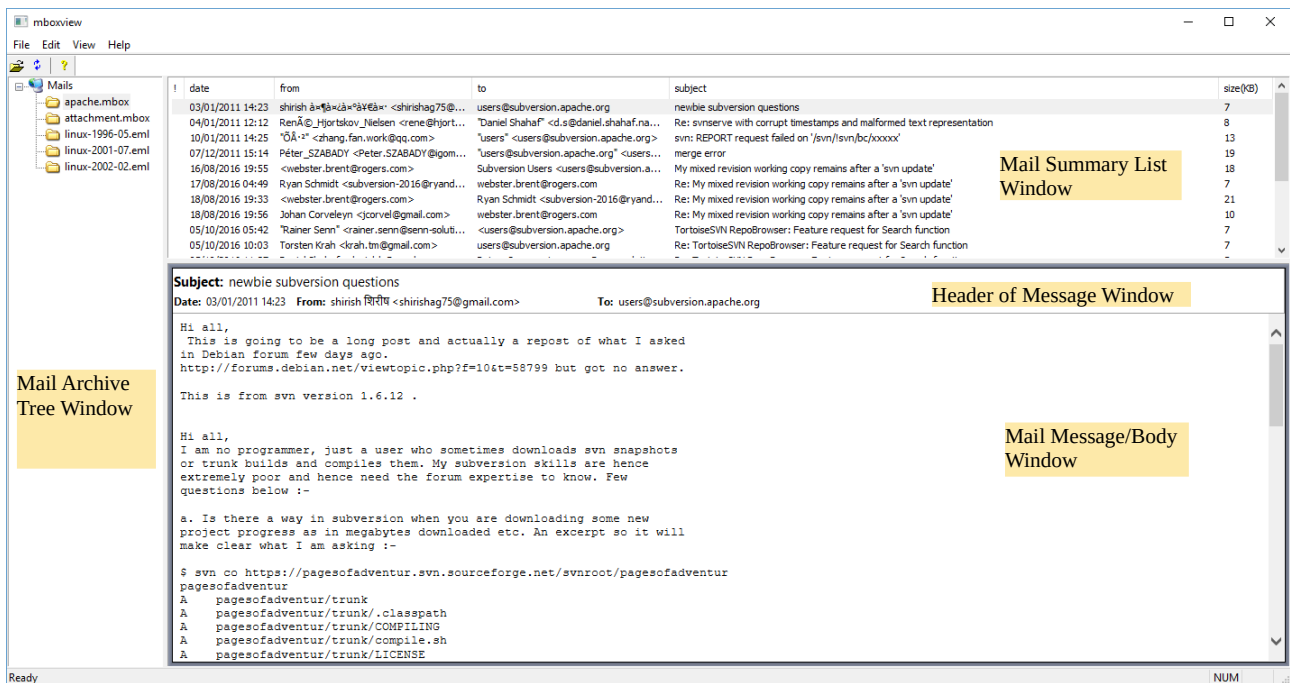 mboxview
File Edit View Help
Mails
apache.mbox
attachment.mbox
linux-1996-05.eml
linux-2001-07.eml
linux-2002-02.eml
! date from to subject size(KB)
03/01/2011 14:23 shirish शिरीष <shirishag75@... users@subversion.apache.org newbie subversion questions 7
04/01/2011 12:12 RenÃ©_Hjortskov_Nielsen <rene@hjort... "Daniel Shahaf" <d.s@daniel.shahaf.na... Re: svnserve with corrupt timestamps and malformed text representation 8
10/01/2011 14:25 "ÕÅ·²" <zhang.fan.work@qq.com> "users" <users@subversion.apache.org> svn: REPORT request failed on '/svn/!svn/bc/xxxxx' 13
07/12/2011 15:14 Péter_SZABADY <Peter.SZABADY@igom... "users@subversion.apache.org" <users... merge error 19
16/08/2016 19:55 <webster.brent@rogers.com> Subversion Users <users@subversion.a... My mixed revision working copy remains after a 'svn update' 18
17/08/2016 04:49 Ryan Schmidt <subversion-2016@ryand... webster.brent@rogers.com Re: My mixed revision working copy remains after a 'svn update' 7
18/08/2016 19:33 <webster.brent@rogers.com> Ryan Schmidt <subversion-2016@ryand... Re: My mixed revision working copy remains after a 'svn update' 21
18/08/2016 19:56 Johan Corveleyn <jcorvel@gmail.com> webster.brent@rogers.com Re: My mixed revision working copy remains after a 'svn update' 10
05/10/2016 05:42 "Rainer Senn" <rainer.senn@senn-soluti... <users@subversion.apache.org> TortoiseSVN RepoBrowser: Feature request for Search function 7
05/10/2016 10:03 Torsten Krah <krah.tm@gmail.com> users@subversion.apache.org Re: TortoiseSVN RepoBrowser: Feature request for Search function 7
Mail Summary List
Window
Subject: newbie subversion questions
Date: 03/01/2011 14:23 From: shirish शिरीष <shirishag75@gmail.com> To: users@subversion.apache.org
Header of Message Window
Mail Archive
Tree Window
Hi all,
This is going to be a long post and actually a repost of what I asked
in Debian forum few days ago.
http://forums.debian.net/viewtopic.php?f=10&t=58799 but got no answer.
This is from svn version 1.6.12 .
Hi all,
I am no programmer, just a user who sometimes downloads svn snapshots
or trunk builds and compiles them. My subversion skills are hence
extremely poor and hence need the forum expertise to know. Few
questions below :-
a. Is there a way in subversion when you are downloading some new
project progress as in megabytes downloaded etc. An excerpt so it will
make clear what I am asking :-
$ svn co https://pagesofadventur.svn.sourceforge.net/svnroot/pagesofadventur
pagesofadventur
A pagesofadventur/trunk
A pagesofadventur/trunk/.classpath
A pagesofadventur/trunk/COMPILING
A pagesofadventur/trunk/compile.sh
A pagesofadventur/trunk/LICENSE
Mail Message/Body
Window
Ready NUM